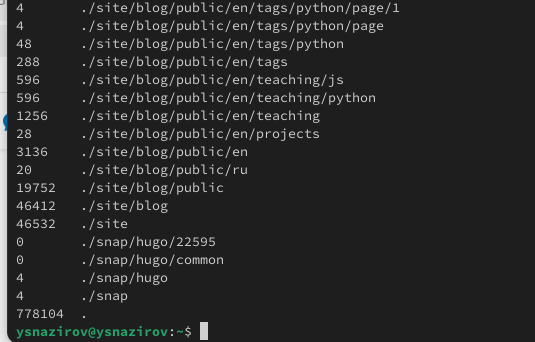 4 ./site/blog/public/en/tags/python/page/1
4 ./site/blog/public/en/tags/python/page
48 ./site/blog/public/en/tags/python
288 ./site/blog/public/en/tags
596 ./site/blog/public/en/teaching/js
596 ./site/blog/public/en/teaching/python
1256 ./site/blog/public/en/teaching
28 ./site/blog/public/en/projects
3136 ./site/blog/public/en
20 ./site/blog/public/ru
19752 ./site/blog/public
46412 ./site/blog
46532 ./site
0 ./snap/hugo/22595
0 ./snap/hugo/common
4 ./snap/hugo
4 ./snap
778104 .
ysnazirov@ysnazirov:~$